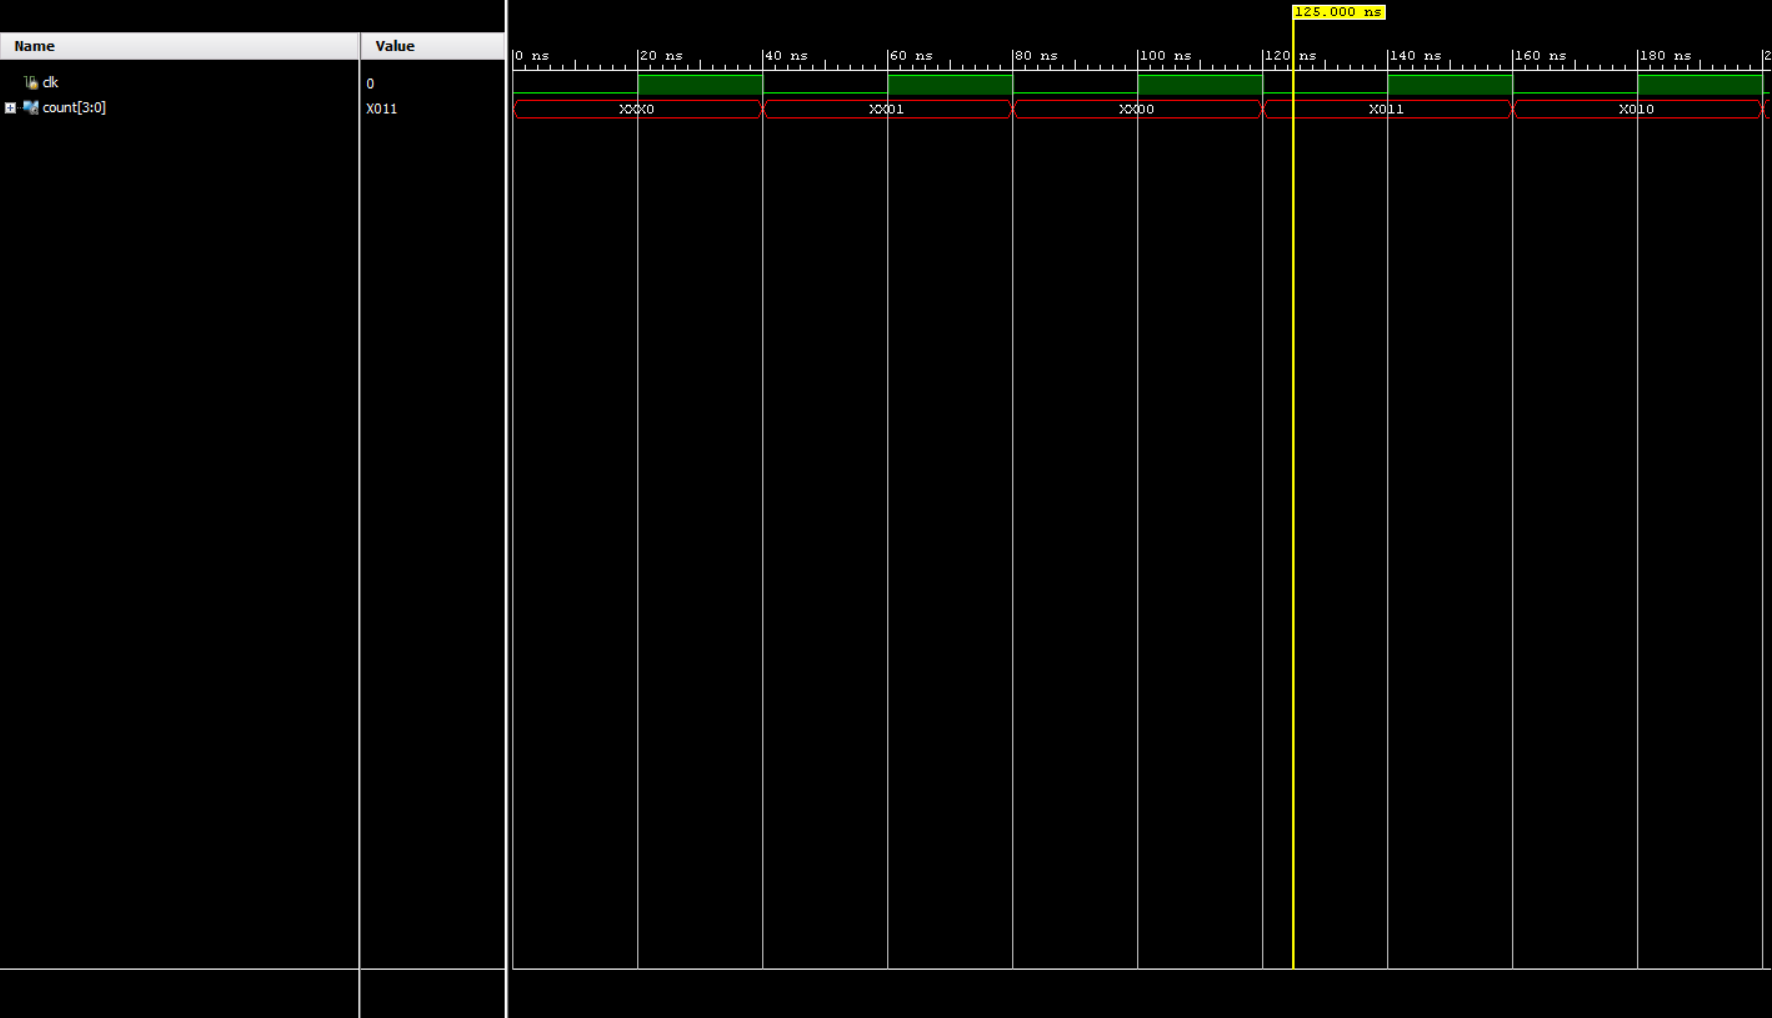 125.000 ns
Name Value
0 ns 20 ns 40 ns 60 ns 80 ns 100 ns 120 ns 140 ns 160 ns 180 ns 2
clk 0
count[3:0] X011 XXX0 XX01 XX00 X011 X010